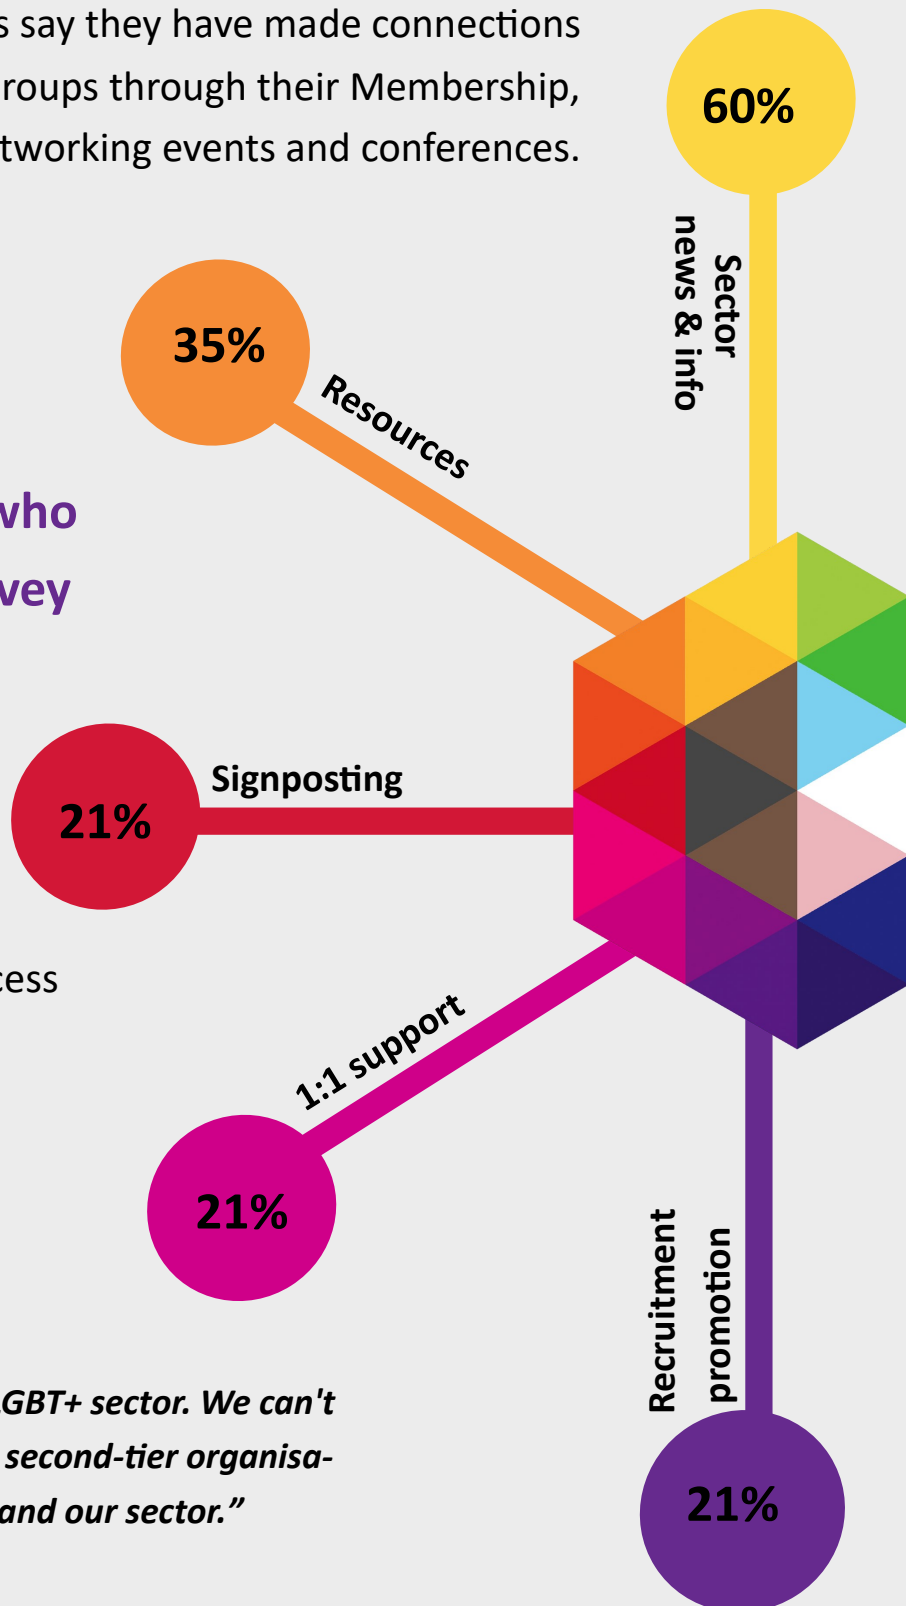 s say they have made connections
roups through their Membership,
tworking events and conferences.
60%
Sector
news & info
35%
Resources
who
vey
Signposting
21%
cess
1:1 support
21%
Recruitment
promotion
GBT+ sector. We can't
second-tier organisa-
and our sector.”
21%